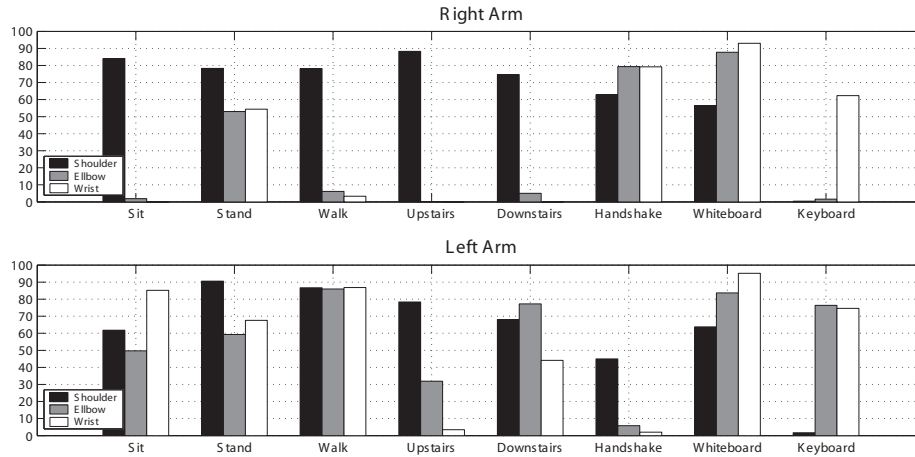 Right Arm
100
90
80
70
60
50
40
30
20
10
0
Shoulder
Ellbow
Wrist
Sit Stand Walk Upstairs Downstairs Handshake Whiteboard Keyboard
Left Arm
100
90
80
70
60
50
40
30
20
10
0
Shoulder
Ellbow
Wrist
Sit Stand Walk Upstairs Downstairs Handshake Whiteboard Keyboard